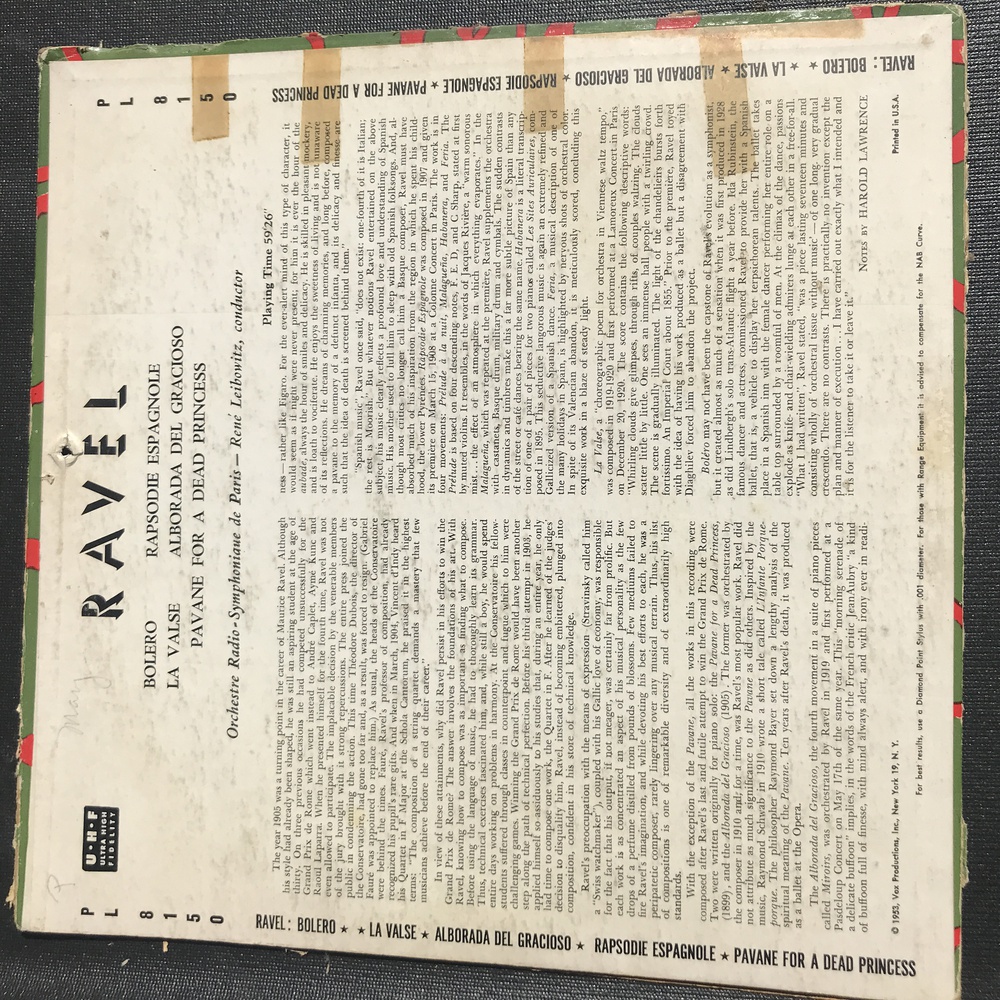 P
May
U·H·F
ULTRA HIGH
FIDELITY
PL 8150
PL 8150
RAVEL
BOLERO RAPSODIE ESPAGNOLE
LA VALSE ALBORADA DEL GRACIOSO
PAVANE FOR A DEAD PRINCESS
Orchestre Radio-Symphoniaue de Paris — René Leibowitz, conductor
RAVEL: BOLERO ★ ★ LA VALSE ★ ALBORADA DEL GRACIOSO ★ RAPSODIE ESPAGNOLE ★ PAVANE FOR A DEAD PRINCESS
The year 1905 was a turning point in the career of Maurice Ravel. Although
his style had already been shaped, he was still an aspiring student at the age of
thirty. On three previous occasions he had competed unsuccessfully for the
Grand Prix de Rome which went instead to André Caplet, Aymé Kunc and
Raoul Laparra. When he presented himself for the fourth time, Ravel was not
even allowed to participate. The implacable decision by the venerable members
of the jury brought with it strong repercussions. The entire press joined the
public in condemning the action. This time Théodore Dubois, the director of
the Conservatoire, had gone too far and, as a result, was forced to resign. (Gabriel
Fauré was appointed to replace him.) As usual, the heads of the Conservatoire
were behind the times. Fauré, Ravel's professor of composition, had already
recognized his pupil's rare gifts. And when in March, 1904, Vincent d'Indy heard
his Quartet in F Major at the Schola Cantorum, he praised it in the highest
terms: "The composition of a string quartet demands a mastery that few
musicians achieve before the end of their career."
In view of these attainments, why did Ravel persist in his efforts to win the
Grand Prix de Rome? The answer involves the foundations of his art. With
Ravel, knowing how to compose was as important as finding what to compose.
Before using the language of music, he had to thoroughly learn its grammar.
Thus, technical exercises fascinated him, and, while still a boy, he would spend
entire days working on problems in harmony. At the Conservatoire his fellow-
students suffered through classes in counterpoint and fugue which to him were
challenging games. Winning the Grand Prix de Rome would have been another
step along the path of technical perfection. Before his third attempt in 1903, he
applied himself so assiduously to his studies that, during an entire year, he only
had time to compose one work, the Quartet in F. After he learned of the judges'
decision to disqualify him, Ravel, instead of becoming embittered, plunged into
composition, confident in his store of technical knowledge.
Ravel's preoccupation with the means of expression (Stravinsky called him
a "Swiss watchmaker"), coupled with his Gallic love of economy, was responsible
for the fact that his output, if not meager, was certainly far from prolific. But
each work is as concentrated an aspect of his musical personality as the few
drops of a perfume distilled from pounds of blossoms. Few mediums failed to
fire Ravel's imagination, and while devoting his best efforts to each, he was a
peripatetic composer, rarely lingering over any musical terrain. Thus, his list
of compositions is one of remarkable diversity and of extraordinarily high
standards.
With the exception of the Pavane, all the works in this recording were
composed after Ravel's last and futile attempt to win the Grand Prix de Rome.
Two were written originally for piano solo: the Pavane for a Dead Princess,
(1899), and the Alborada del Gracioso (1905). The former was orchestrated by
the composer in 1910 and; for a time, was Ravel's most popular work. Ravel did
not attribute as much significance to the Pavane as did others. Inspired by the
music, Raymond Schwab in 1910 wrote a short tale called L'Infante Porque-
porque. The philosopher Raymond Bayer set down a lengthy analysis of the
spiritual meaning of the Pavane. Ten years after Ravel's death, it was produced
as a ballet at the Opera.
The Alborada del Gracioso, the fourth movement in a suite of piano pieces
called Miroirs, was orchestrated by Ravel in 1919 and first performed at a
Pasdeloup Concert on May 17th of the same year. This "morning serenade of
a delicate buffoon" implies, in the words of the French critic JeanAubry "a kind
of buffoon full of finesse, with mind always alert, and with irony ever in readi-
Playing Time 59'26"
ness — rather like Figaro. For the ever-alert mind of this type of character, it
would seem as if night were never present; for him it is ever the hour of the
aubade, always the hour of smiles and delicacy. He is skilled in pleasant mockery,
and is loath to vociferate. He enjoys the sweetness of living and is not unaware
of its reflections. He dreams of charming memories, and long before, composed
a pavane to the memory of a defunct infanta, and its delicacy and finesse are
such that the idea of death is screened behind them."
"Spanish music", Ravel once said, "does not exist: one-fourth of it is Italian;
the rest is Moorish." But whatever notions Ravel entertained on the above
subject, his music clearly reflects a profound love and understanding of Spanish
music. His mother used to lull him to sleep with old Spanish folksongs. And, al-
though most critics no longer call him a Basque composer, Ravel must have
absorbed much of his inspiration from the region in which he spent his child-
hood, the lower Pyrénées. Rapsodie Espagnole was composed in 1907 and given
its première on March 15, 1908 at a Colonne Concert in Paris. The work is in
four movements: Prélude à la nuit, Malagueña, Habanera, and Feria. The
Prélude is based on four descending notes, F, E, D, and C Sharp, stated at first
by muted violins. It resembles, in the words of Jacques Rivière, a "warm sonorous
mist . . . the effect of an atmosphere in which everything evaporates." In the
Malagueña, which was repeated at the première, Ravel supplements the orchestra
with castanets, Basque drum, military drum and cymbals. The sudden contrasts
in dynamics and timbres make this a far more subtle picture of Spain than any
of the street or café dances bearing the same name. Habanera is a literal transcrip-
tion of one of a pair of pieces for two pianos called Les Sites Auriculaires, com-
posed in 1895. This seductive langorous music is again an extremely refined and
Gallicized version of a Spanish dance. Feria, a musical description of one of
the many holidays in Spain, is highlighted by nervous shots of orchestral color.
In spite of its Valencian abandon, it is meticulously scored, concluding this
exquisite work in a blaze of steady light.
La Valse, a "choreographic poem for orchestra in Viennese waltz tempo,"
was composed in 1919-1920 and first performed at a Lamoreux Concert in Paris
on December 20, 1920. The score contains the following descriptive words:
"Whirling clouds give glimpses, through rifts, of couples waltzing. The clouds
scatter little by little. One sees an immense hall people with a twirling crowd.
The scene is gradually illuminated. The light of the chandelieirs bursts forth
fortissimo. An Imperial Court about 1855." Prior to the première, Ravel toyed
with the idea of having his work produced as a ballet but a disagreement with
Diaghilev forced him to abandon the project.
Boléro may not have been the capstone of Ravel's evolution as a symphonist,
but it created almost as much of a sensation when it was first produced in 1928
as did Lindbergh's solo trans-Atlantic flight a year before. Ida Rubinstein, the
famous dancer and actress, commissioned Ravel to provide her with a Spanish
ballet, that is, a vehicle to display her terpsichorean talents. The ballet takes
place in a Spanish inn with the female dancer performing her entire role on a
table top surrounded by a roomful of men. At the climax of the dance, passions
explode as knife- and chair-wielding admirers lunge at each other in a free-for-all.
"What I had written", Ravel stated, "was a piece lasting seventeen minutes and
consisting wholly of 'orchestral tissue without music' — of one long, very gradual
crescendo. There are no contrasts. There is practically no invention except the
plan and manner of execution . . . I have carried out exactly what I intended and
it is for the listener to take it or leave it."
NOTES BY HAROLD LAWRENCE
RAVEL: BOLERO ★ ★ LA VALSE ★ ALBORADA DEL GRACIOSO ★ RAPSODIE ESPAGNOLE ★ PAVANE FOR A DEAD PRINCESS
© 1953, Vox Productions, Inc., New York 19, N. Y.
Printed in U.S.A.
For best results, use a Diamond Point Stylus with .001 diameter. For those with Range Equipment it is advised to compensate for the NAB Curve.